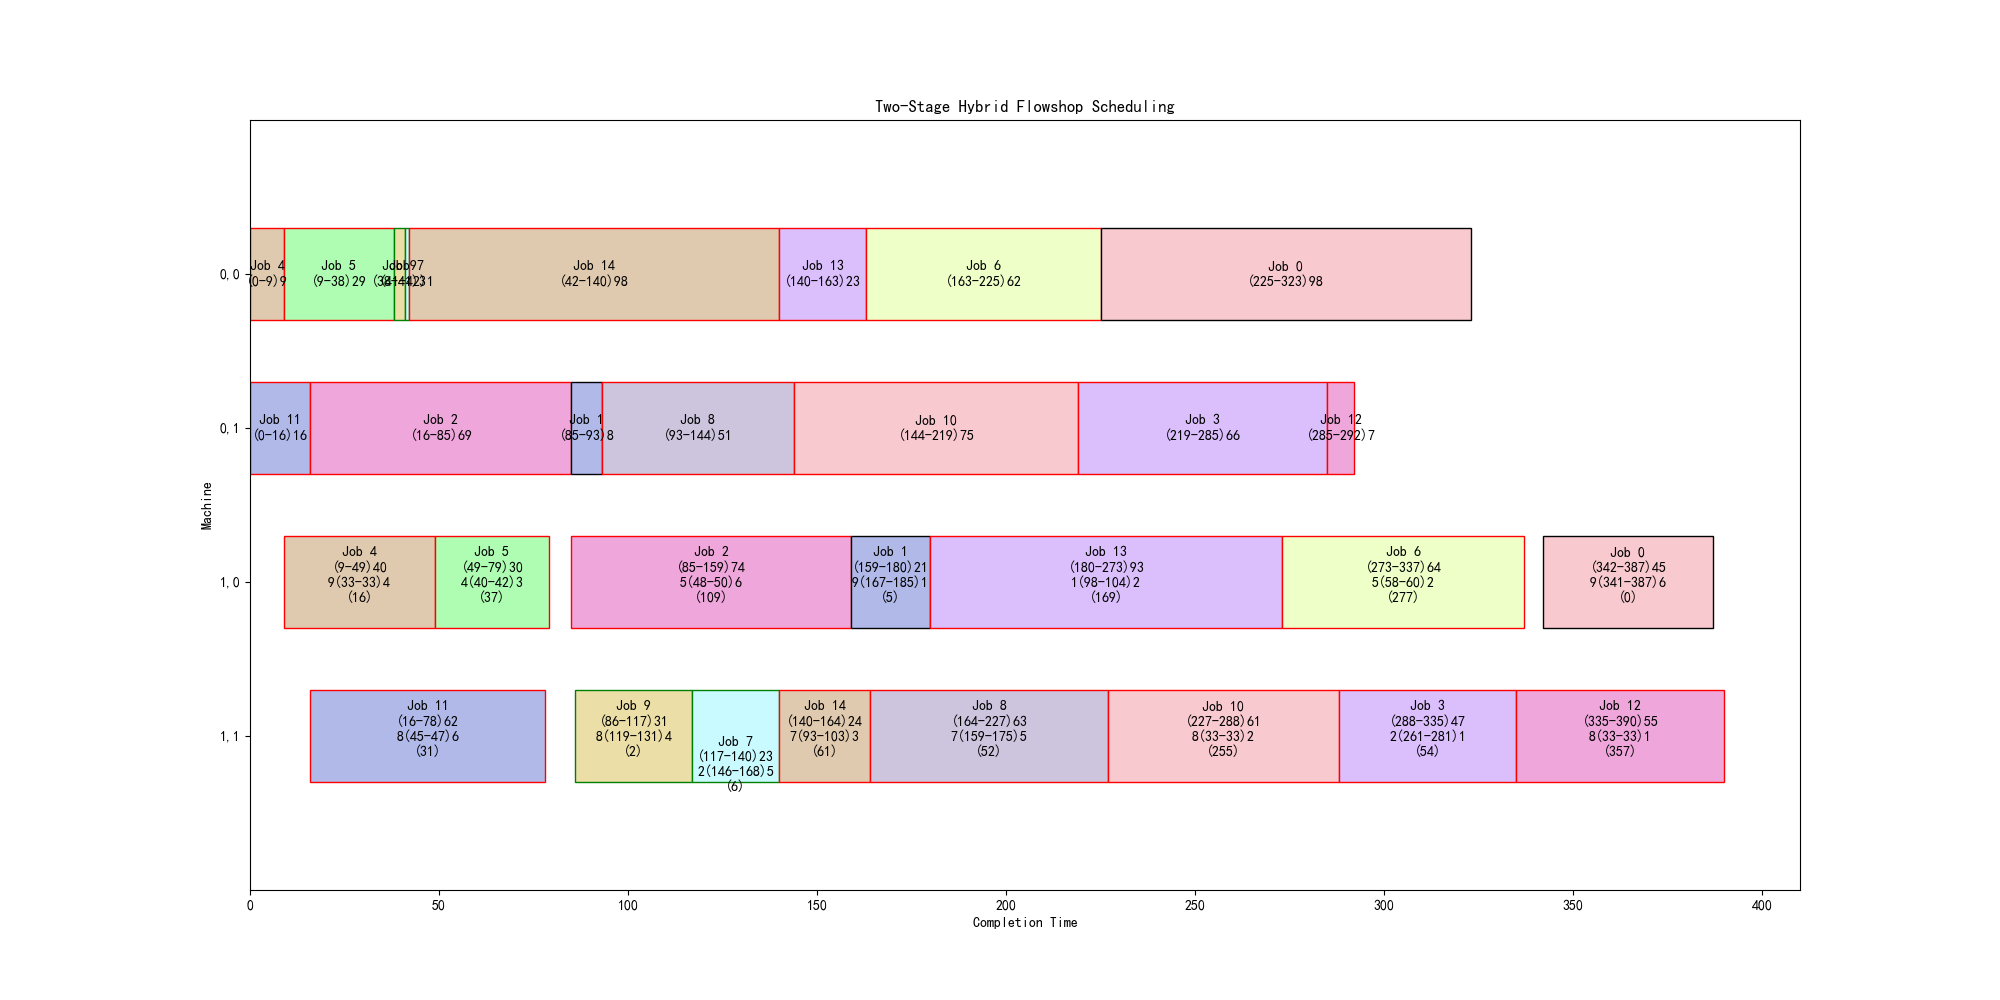 Two-Stage Hybrid Flowshop Scheduling
0,0
Job 4
(0-9)9
Job 5
(9-38)29
Job 14
(42-140)98
Job 13
(140-163)23
Job 6
(163-225)62
Job 0
(225-323)98
0,1
Job 11
(0-16)16
Job 2
(16-85)69
Job 1
(85-93)8
Job 8
(93-144)51
Job 10
(144-219)75
Job 3
(219-285)66
Job 12
(285-292)7
Machine
1,0
Job 4
(9-49)40
9(33-33)4
(16)
Job 5
(49-79)30
4(40-42)3
(37)
Job 2
(85-159)74
5(48-50)6
(109)
Job 1
(159-180)21
9(167-185)1
(5)
Job 13
(180-273)93
1(98-104)2
(169)
Job 6
(273-337)64
5(58-60)2
(277)
Job 0
(342-387)45
9(341-387)6
(0)
1,1
Job 11
(16-78)62
8(45-47)6
(31)
Job 9
(86-117)31
8(119-131)4
(2)
Job 7
(117-140)23
2(146-168)5
(6)
Job 14
(140-164)24
7(93-103)3
(61)
Job 8
(164-227)63
7(159-175)5
(52)
Job 10
(227-288)61
8(33-33)2
(255)
Job 3
(288-335)47
2(261-281)1
(54)
Job 12
(335-390)55
8(33-33)1
(357)
0 50 100 150 200 250 300 350 400
Completion Time